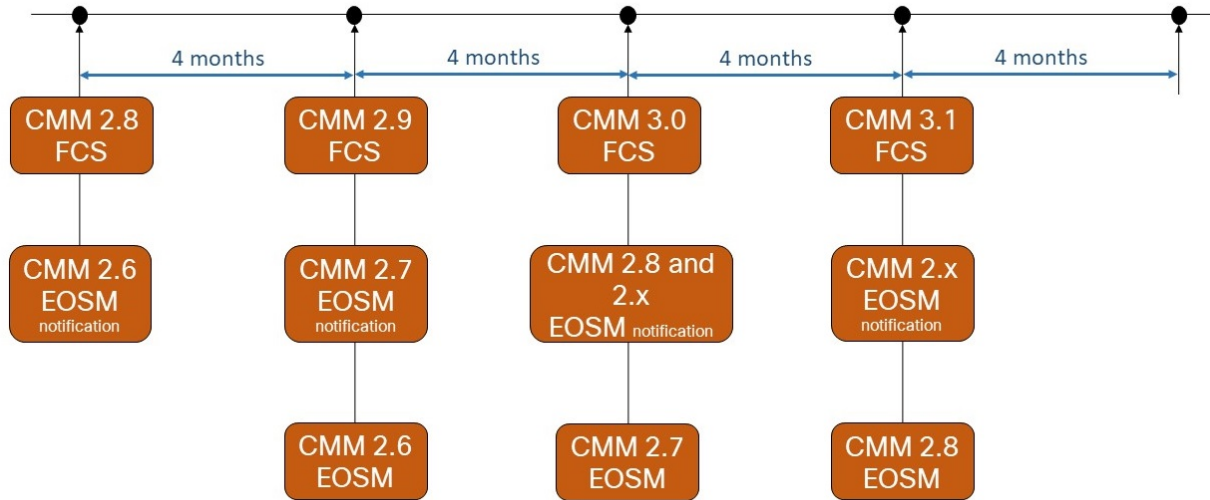 4 months
4 months
4 months
4 months
CMM 2.8
FCS
CMM 2.9
FCS
CMM 3.0
FCS
CMM 3.1
FCS
CMM 2.6
EOSM
notification
CMM 2.7
EOSM
notification
CMM 2.8 and
2.x
EOSM notification
CMM 2.x
EOSM
notification
CMM 2.6
EOSM
CMM 2.7
EOSM
CMM 2.8
EOSM